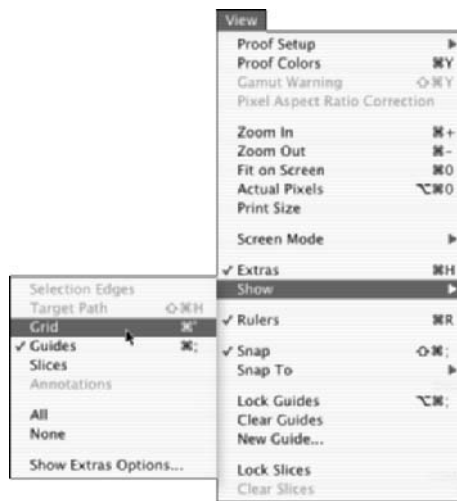 View
Proof Setup
Proof Colors ⌘Y
Gamut Warning ⇧⌘Y
Pixel Aspect Ratio Correction
Zoom In ⌘+
Zoom Out ⌘-
Fit on Screen ⌘0
Actual Pixels ⌥⌘0
Print Size
Screen Mode
✓ Extras ⌘H
Show
✓ Rulers ⌘R
✓ Snap ⇧⌘;
Snap To
Lock Guides ⌥⌘;
Clear Guides
New Guide...
Lock Slices
Clear Slices
Selection Edges
Target Path ⇧⌘H
Grid ⌘"
✓ Guides ⌘;
Slices
Annotations
All
None
Show Extras Options...